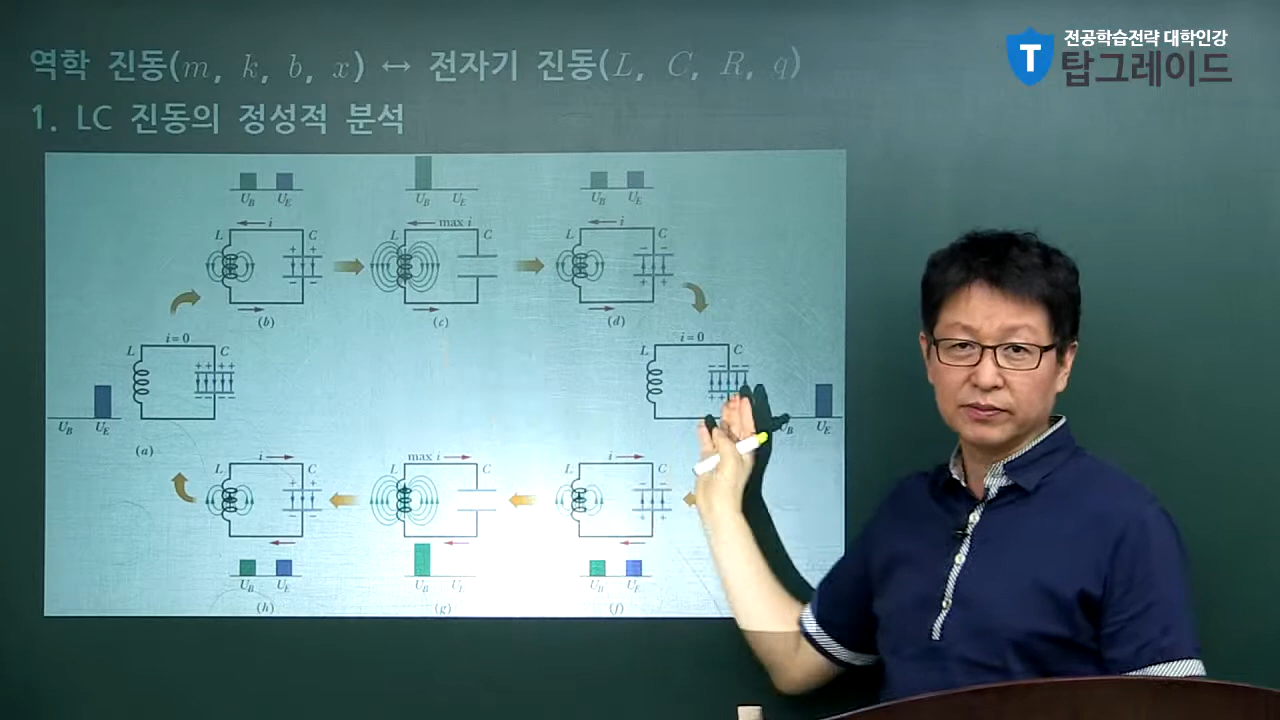 역학 진동(m, k, b, x) ↔ 전자기 진동(L, C, R, q)
전공학습전략 대학인강
T 탑그레이드
1. LC 진동의 정성적 분석
U_B U_E
U_B U_E
U_B U_E
i
max i
i
L C
L C
L C
(b)
(c)
(d)
i=0
i=0
L C
L C
U_B U_E
U_B U_E
(a)
i
max i
i
L C
L C
L C
U_B U_E
U_B
U_B U_E
(h)
(g)
(f)